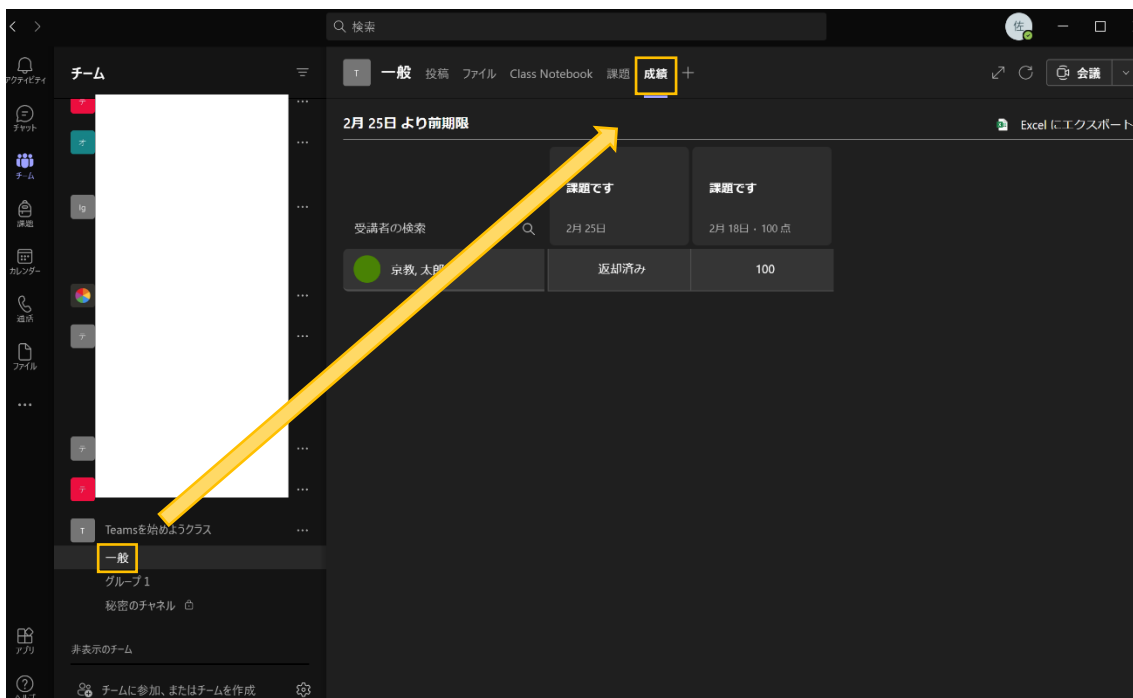 検索
佐
アクティビティ
チャット
チーム
課題
カレンダー
通話
ファイル
アプリ
チーム
テ
オ
Ig
テ
テ
テ
T Teamsを始めようクラス
一般
グループ 1
秘密のチャネル
非表示のチーム
チームに参加、またはチームを作成
T 一般 投稿 ファイル Class Notebook 課題 成績
会議
2月 25日 より前期限
Excel にエクスポート
課題です 課題です
受講者の検索 2月 25日 2月 18日・100 点
京教, 太郎 返却済み 100